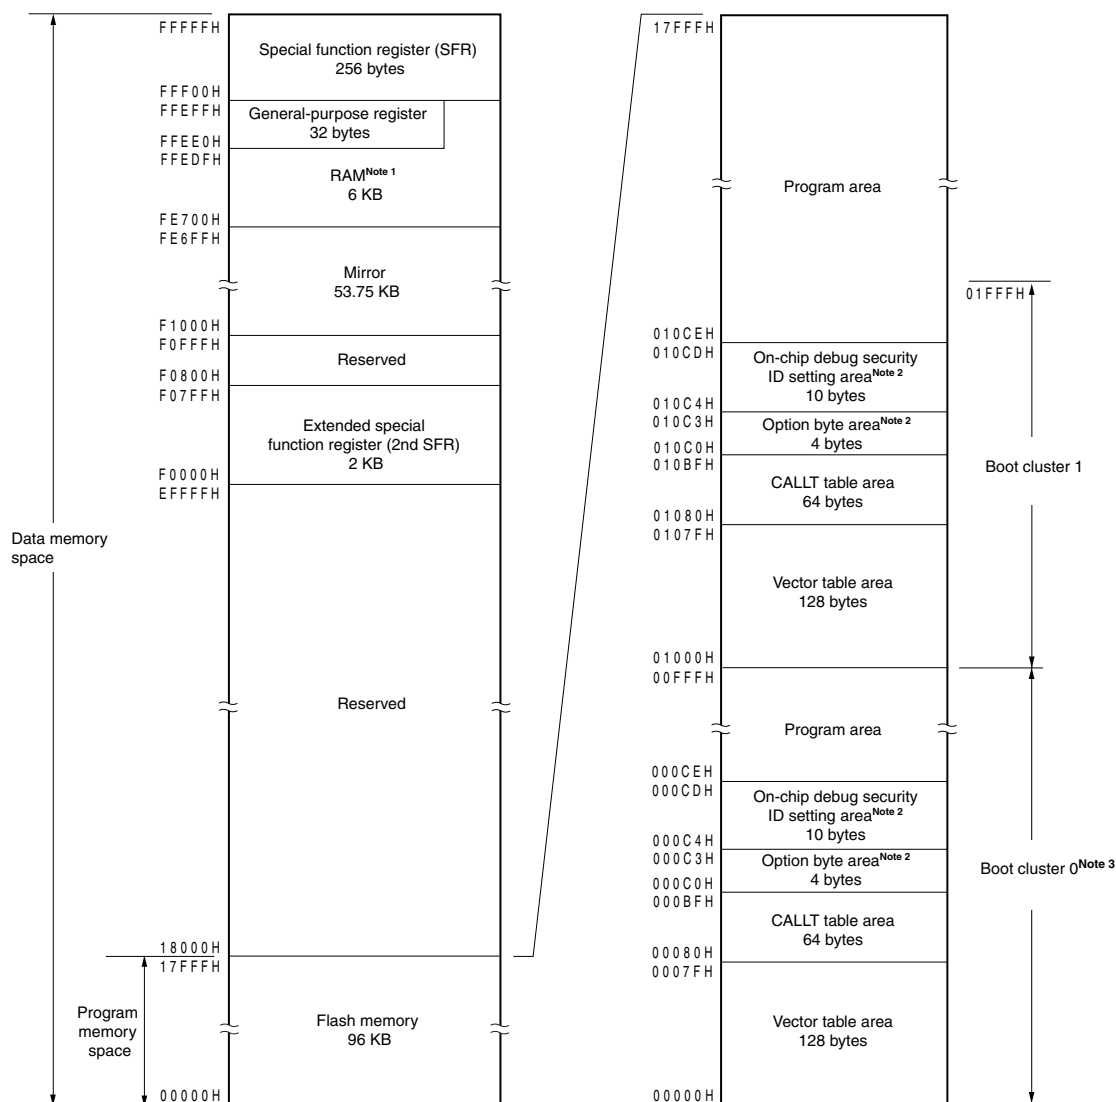 FFFFFH
Special function register (SFR)
256 bytes
FFF00H
FFEFFH
General-purpose register
32 bytes
FFEE0H
FFEDFH
RAMNote 1
6 KB
FE700H
FE6FFH
Mirror
53.75 KB
F1000H
F0FFFH
Reserved
F0800H
F07FFH
Extended special
function register (2nd SFR)
2 KB
F0000H
EFFFFH
Data memory
space
Reserved
18000H
17FFFH
Program
memory
space
Flash memory
96 KB
00000H
17FFFH
Program area
01FFFH
010CEH
010CDH
On-chip debug security
ID setting areaNote 2
10 bytes
010C4H
010C3H
Option byte areaNote 2
4 bytes
010C0H
010BFH
Boot cluster 1
CALLT table area
64 bytes
01080H
0107FH
Vector table area
128 bytes
01000H
00FFFH
Program area
000CEH
000CDH
On-chip debug security
ID setting areaNote 2
10 bytes
000C4H
000C3H
Option byte areaNote 2
4 bytes
Boot cluster 0Note 3
000C0H
000BFH
CALLT table area
64 bytes
00080H
0007FH
Vector table area
128 bytes
00000H